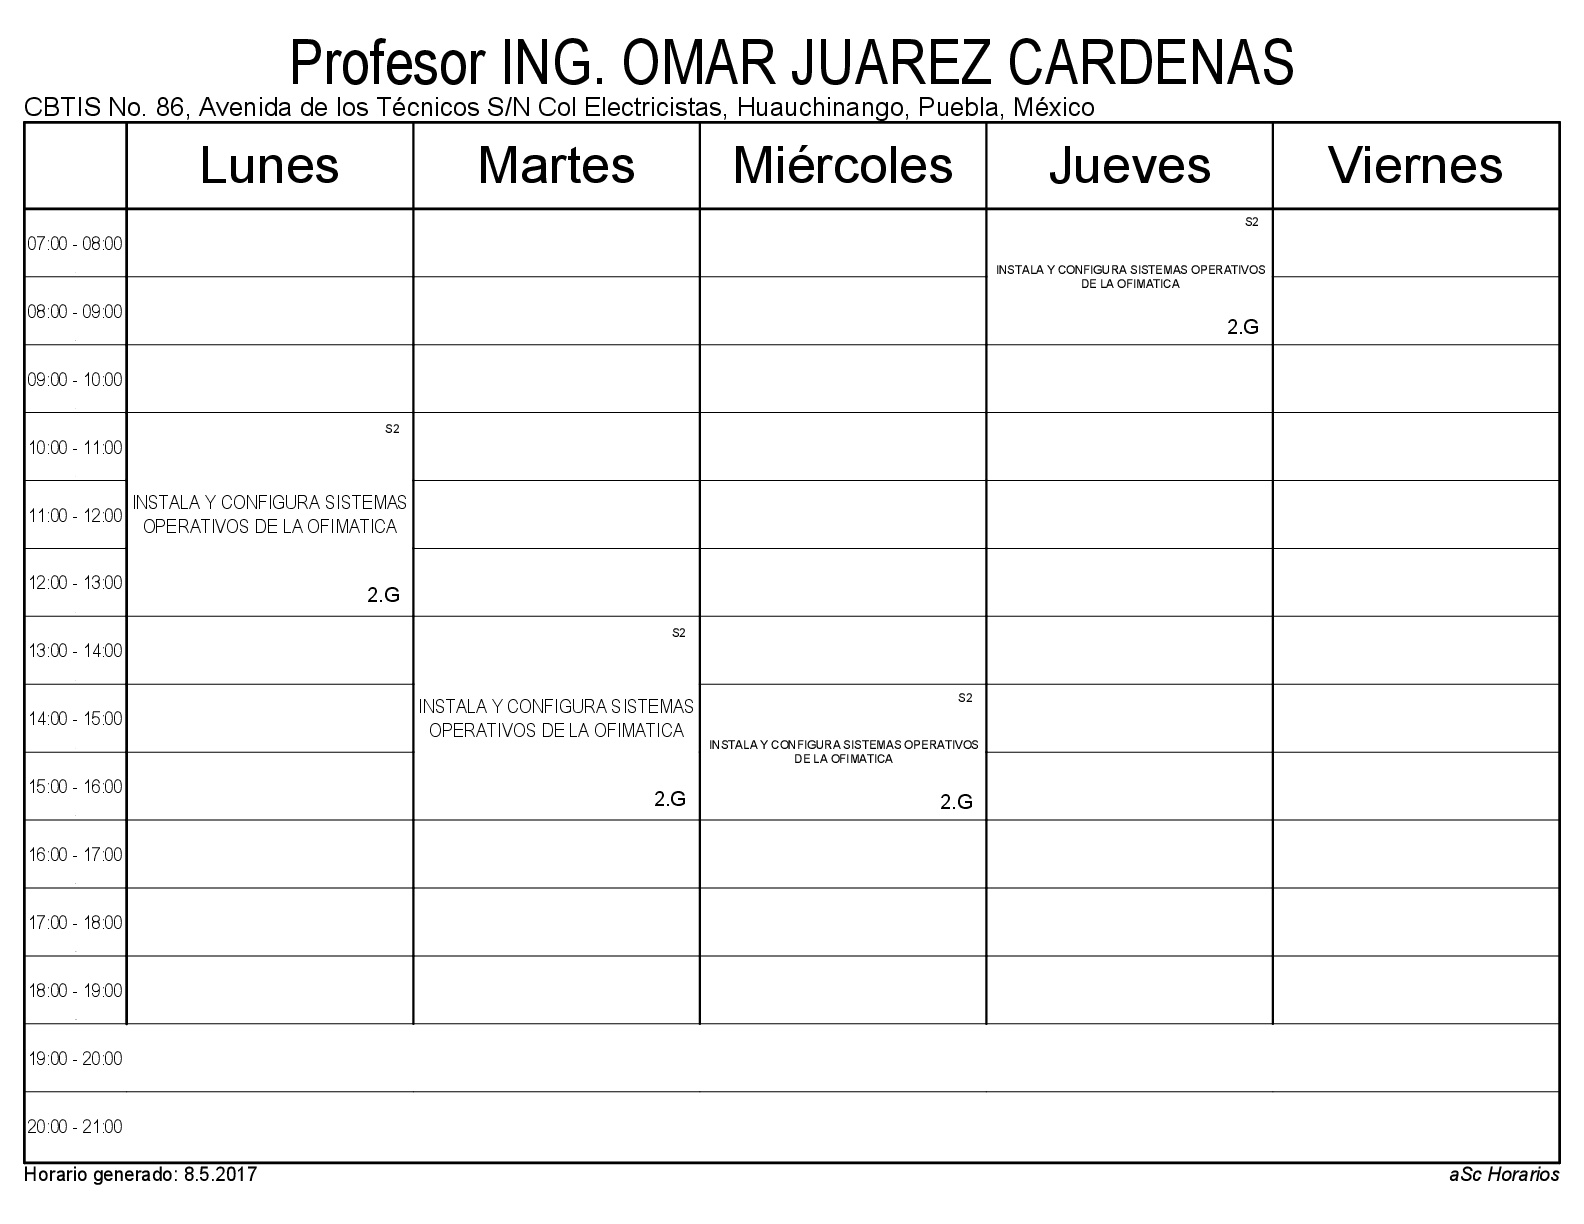 Profesor ING. OMAR JUAREZ CARDENAS
CBTIS No. 86, Avenida de los Técnicos S/N Col Electricistas, Huauchinango, Puebla, México
Lunes
Martes
Miércoles
Jueves
Viernes
07:00 - 08:00
S2
INSTALA Y CONFIGURA SISTEMAS OPERATIVOS
DE LA OFIMATICA
2.G
08:00 - 09:00
09:00 - 10:00
10:00 - 11:00
S2
INSTALA Y CONFIGURA SISTEMAS
OPERATIVOS DE LA OFIMATICA
2.G
11:00 - 12:00
12:00 - 13:00
13:00 - 14:00
S2
INSTALA Y CONFIGURA SISTEMAS
OPERATIVOS DE LA OFIMATICA
2.G
14:00 - 15:00
S2
INSTALA Y CONFIGURA SISTEMAS OPERATIVOS
DE LA OFIMATICA
2.G
15:00 - 16:00
16:00 - 17:00
17:00 - 18:00
18:00 - 19:00
19:00 - 20:00
20:00 - 21:00
Horario generado: 8.5.2017
aSc Horarios